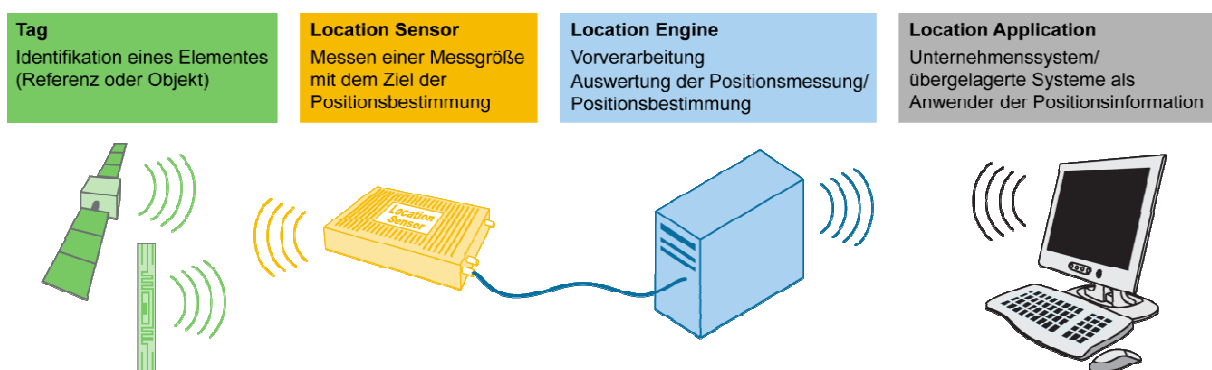 Tag
Identifikation eines Elementes
(Referenz oder Objekt)
Location Sensor
Messen einer Messgröße
mit dem Ziel der
Positionsbestimmung
Location Engine
Vorverarbeitung
Auswertung der Positionsmessung/
Positionsbestimmung
Location Application
Unternehmenssystem/
übergelagerte Systeme als
Anwender der Positionsinformation
Location
Sensor